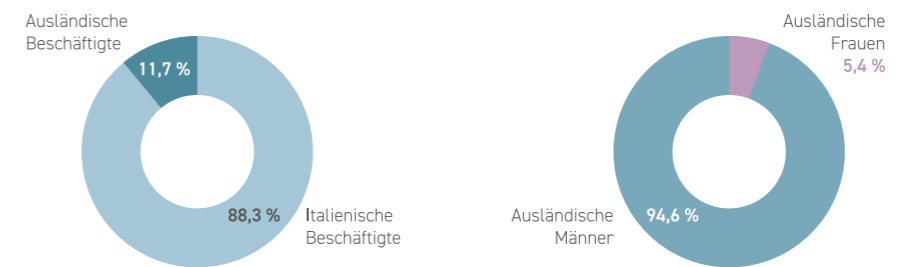 Ausländische
Beschäftigte
11,7 %
88,3 %
Italienische
Beschäftigte
Ausländische
Frauen
5,4 %
Ausländische
Männer
94,6 %